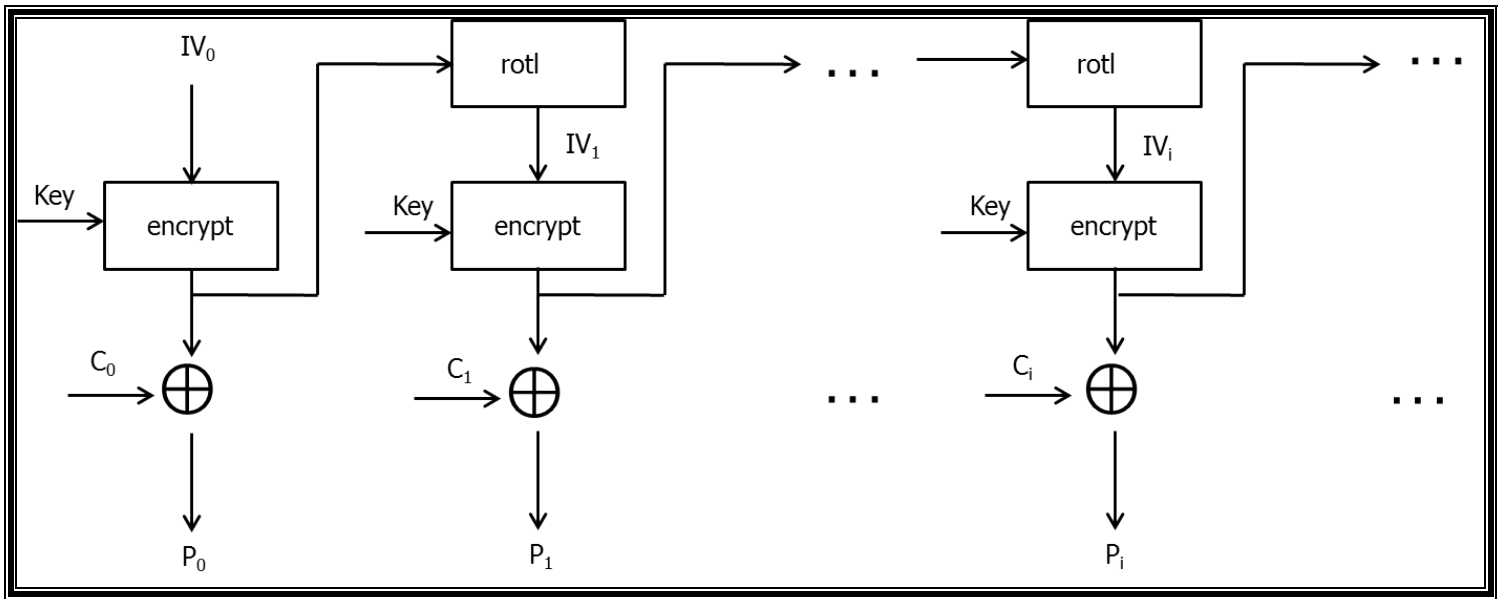 IV₀
rotl
...
rotl
...
IV₁
IVᵢ
Key
encrypt
Key
encrypt
Key
encrypt
C₀
C₁
...
Cᵢ
...
P₀
P₁
Pᵢ